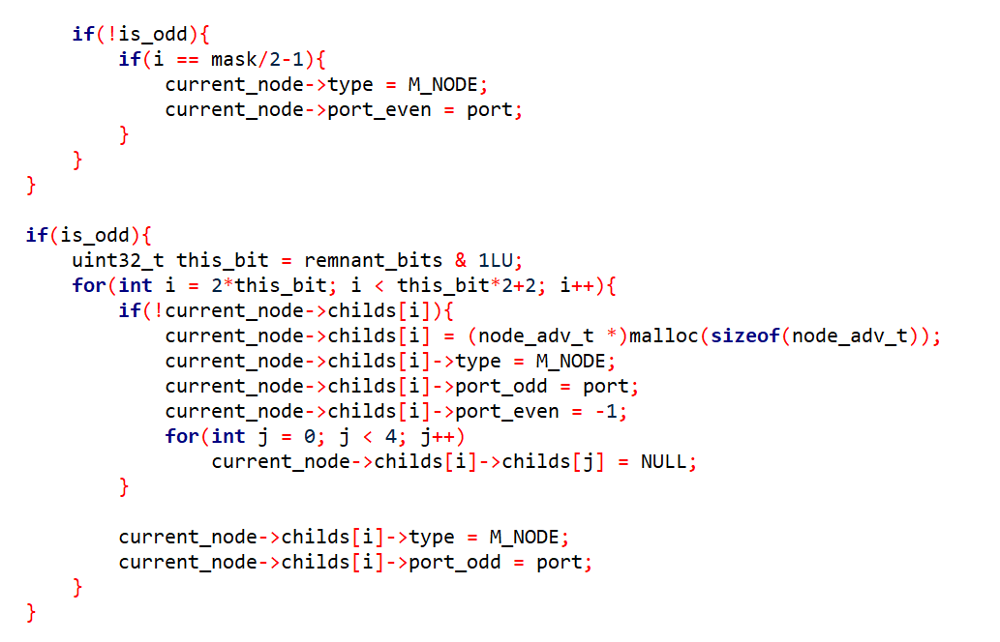 if(!is_odd){
        if(i == mask/2-1){
            current_node->type = M_NODE;
            current_node->port_even = port;
        }
    }
}

if(is_odd){
    uint32_t this_bit = remnant_bits & 1LU;
    for(int i = 2*this_bit; i < this_bit*2+2; i++){
        if(!current_node->childs[i]){
            current_node->childs[i] = (node_adv_t *)malloc(sizeof(node_adv_t));
            current_node->childs[i]->type = M_NODE;
            current_node->childs[i]->port_odd = port;
            current_node->childs[i]->port_even = -1;
            for(int j = 0; j < 4; j++)
                current_node->childs[i]->childs[j] = NULL;
        }

        current_node->childs[i]->type = M_NODE;
        current_node->childs[i]->port_odd = port;
    }
}